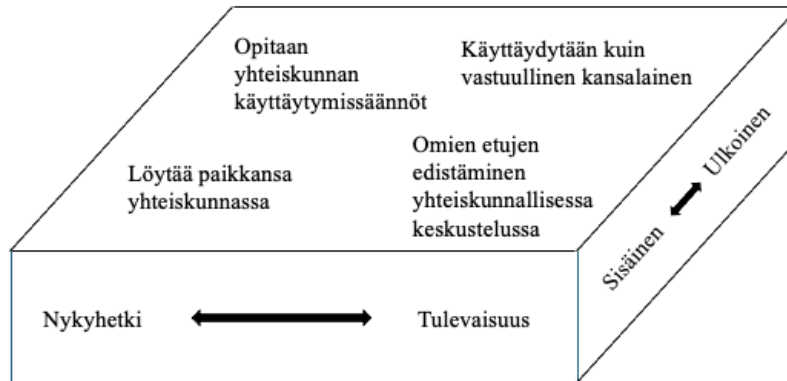 Opitaan
yhteiskunnan
käyttäytymissäännöt
Käyttäydytään kuin
vastuullinen kansalainen
Löytää paikkansa
yhteiskunnassa
Omien etujen
edistäminen
yhteiskunnallisessa
keskustelussa
Nykyhetki
Tulevaisuus
Sisäinen
Ulkoinen